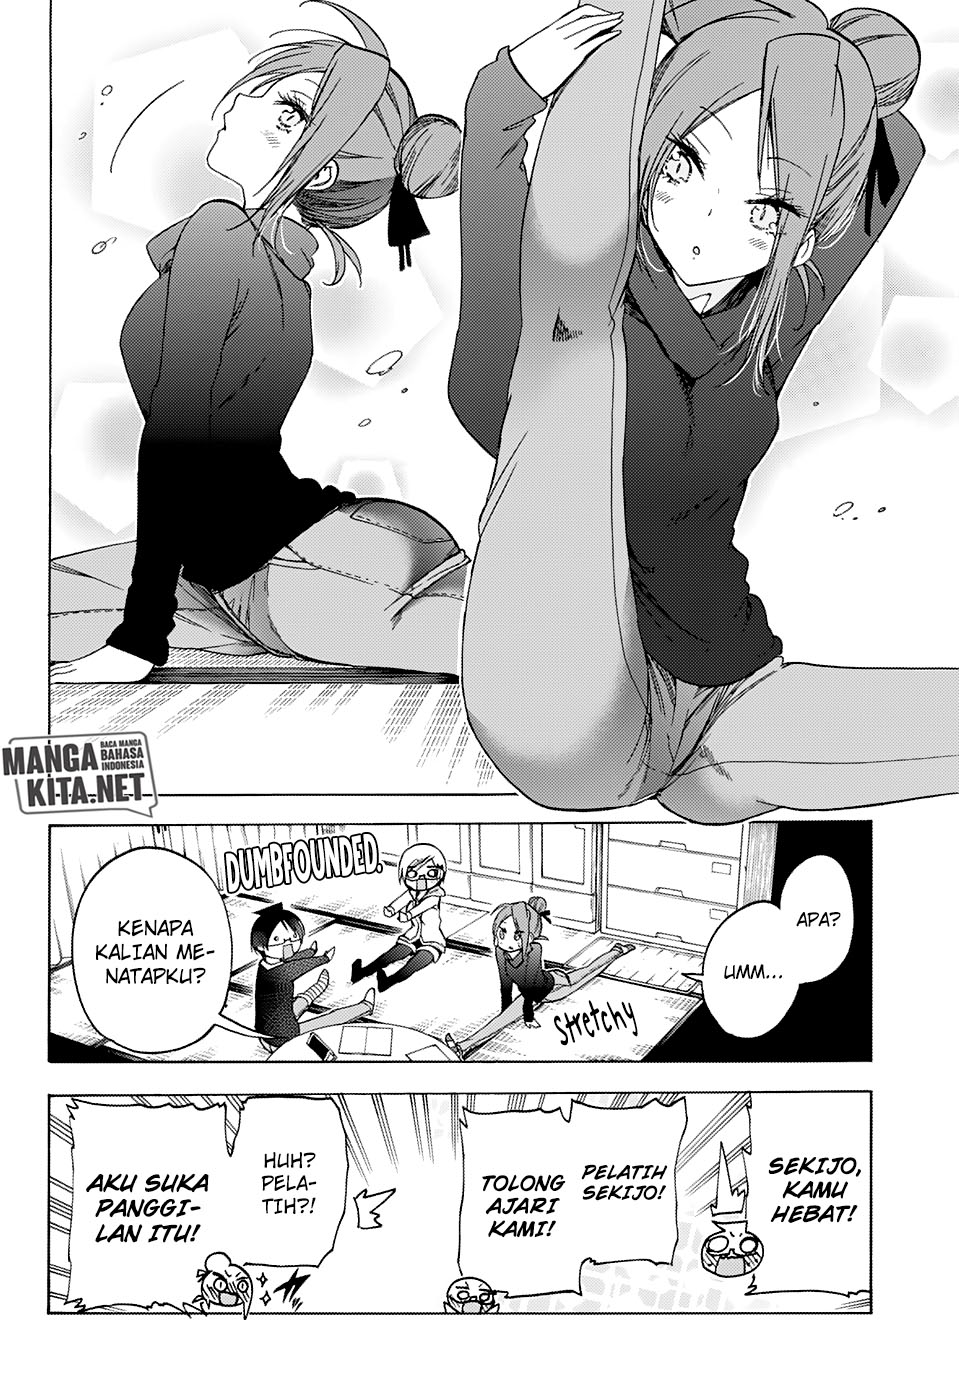 MANGA
KITA.NET
BACA MANGA
BAHASA
INDONESIA
DUMBFOUNDED.
APA?
UMM...
KENAPA
KALIAN ME-
NATAPKU?
Stretchy
SEKIJO,
KAMU
HEBAT!
PELATIH
SEKIJO!
TOLONG
AJARI
KAMI!
HUH?
PELA-
TIH?!
AKU SUKA
PANGGI-
LAN ITU!